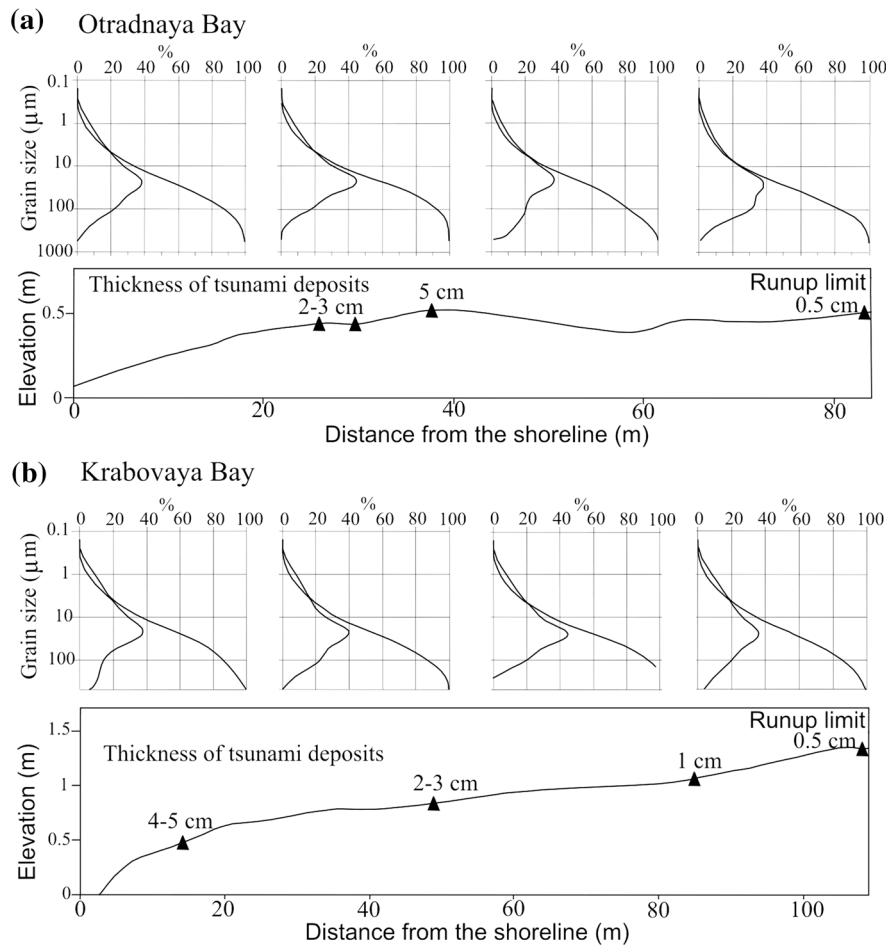 (a) Otradnaya Bay
% % % %
0 20 40 60 80 100 0 20 40 60 80 100 0 20 40 60 80 100 0 20 40 60 80 100
Grain size (μm)
0.1
1
10
100
1000
Elevation (m)
Thickness of tsunami deposits
2-3 cm
5 cm
Runup limit
0.5 cm
0.5
0
0 20 40 60 80
Distance from the shoreline (m)
(b) Krabovaya Bay
% % % %
0 20 40 60 80 100 0 20 40 60 80 100 0 20 40 60 80 100 0 20 40 60 80 100
Grain size (μm)
0.1
1
10
100
Elevation (m)
Runup limit
0.5 cm
Thickness of tsunami deposits
1 cm
2-3 cm
4-5 cm
1.5
1
0.5
0
0 20 40 60 80 100
Distance from the shoreline (m)